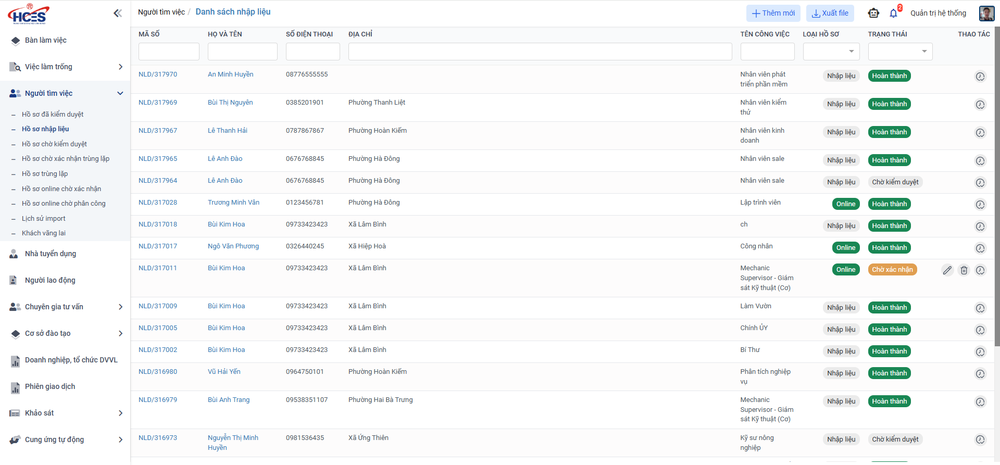 HCES
Người tìm việc / Danh sách nhập liệu
Thêm mới
Xuất file
2
Quản trị hệ thống
Bàn làm việc
Việc làm trống
Người tìm việc
– Hồ sơ đã kiểm duyệt
– Hồ sơ nhập liệu
– Hồ sơ chờ kiểm duyệt
– Hồ sơ chờ xác nhận trùng lặp
– Hồ sơ trùng lặp
– Hồ sơ online chờ xác nhận
– Hồ sơ online chờ phân công
– Lịch sử import
– Khách vãng lai
Nhà tuyển dụng
Người lao động
Chuyên gia tư vấn
Cơ sở đào tạo
Doanh nghiệp, tổ chức DVVL
Phiên giao dịch
Khảo sát
Cung ứng tự động
MÃ SỐ HỌ VÀ TÊN SỐ ĐIỆN THOẠI ĐỊA CHỈ TÊN CÔNG VIỆC LOẠI HỒ SƠ TRẠNG THÁI THAO TÁC
NLD/317970 An Minh Huyền 08776555555 Nhân viên phát Nhập liệu Hoàn thành
triển phần mềm
NLD/317969 Bùi Thị Nguyên 0385201901 Phường Thanh Liệt Nhân viên kiểm Nhập liệu Hoàn thành
thử
NLD/317967 Lê Thanh Hải 0787867867 Phường Hoàn Kiếm Nhân viên kinh Nhập liệu Hoàn thành
doanh
NLD/317965 Lê Anh Đào 0676768845 Phường Hà Đông Nhân viên sale Nhập liệu Hoàn thành
NLD/317964 Lê Anh Đào 0676768845 Phường Hà Đông Nhân viên sale Nhập liệu Chờ kiểm duyệt
NLD/317028 Trương Minh Vân 0123456781 Phường Hà Đông Lập trình viên Online Hoàn thành
NLD/317018 Bùi Kim Hoa 09733423423 Xã Lâm Bình ch Nhập liệu Hoàn thành
NLD/317017 Ngô Văn Phương 0326440245 Xã Hiệp Hoà Công nhân Online Hoàn thành
NLD/317011 Bùi Kim Hoa 09733423423 Xã Lâm Bình Mechanic Online Chờ xác nhận
Supervisor - Giám
sát Kỹ thuật (Cơ)
NLD/317009 Bùi Kim Hoa 09733423423 Xã Lâm Bình Làm Vườn Nhập liệu Hoàn thành
NLD/317005 Bùi Kim Hoa 09733423423 Xã Lâm Bình Chính ỦY Nhập liệu Hoàn thành
NLD/317002 Bùi Kim Hoa 09733423423 Xã Lâm Bình Bí Thư Nhập liệu Hoàn thành
NLD/316980 Vũ Hải Yến 0964750101 Phường Hoàn Kiếm Phân tích nghiệp Nhập liệu Hoàn thành
vụ
NLD/316979 Bùi Anh Trang 09538351107 Phường Hai Bà Trưng Mechanic Nhập liệu Hoàn thành
Supervisor - Giám
sát Kỹ thuật (Cơ)
NLD/316973 Nguyễn Thị Minh 0981536435 Xã Ứng Thiên Kỹ sư nông Nhập liệu Chờ kiểm duyệt
Huyền nghiệp